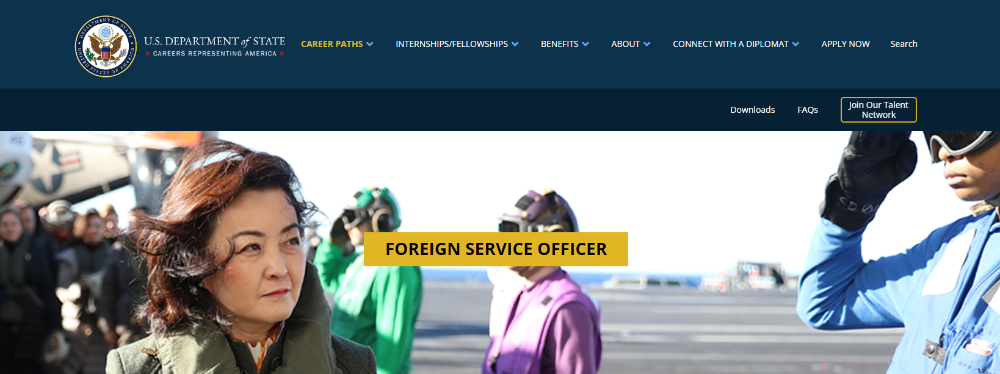 DEPARTMENT OF STATE
UNITED STATES OF AMERICA
U.S. DEPARTMENT of STATE
★ CAREERS REPRESENTING AMERICA ★
CAREER PATHS
INTERNSHIPS/FELLOWSHIPS
BENEFITS
ABOUT
CONNECT WITH A DIPLOMAT
APPLY NOW
Search
Downloads
FAQs
Join Our Talent
Network
FOREIGN SERVICE OFFICER